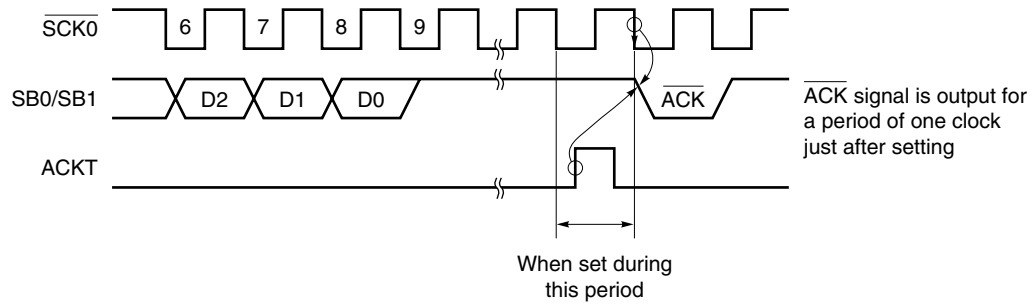 SCK0 6 7 8 9
SB0/SB1 D2 D1 D0 ACK
ACK signal is output for
a period of one clock
just after setting
ACKT
When set during
this period